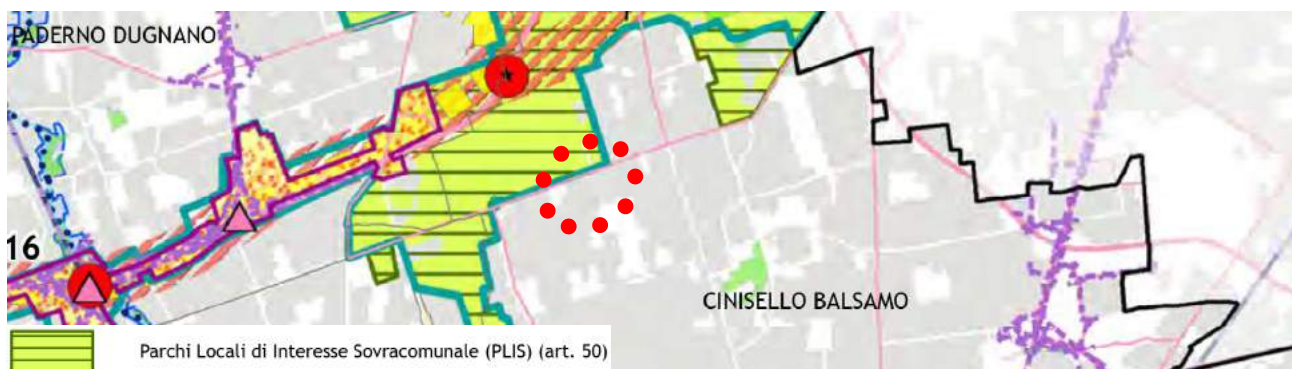 PADERNO DUGNANO
16
CINISELLO BALSAMO
Parchi Locali di Interesse Sovracomunale (PLIS) (art. 50)